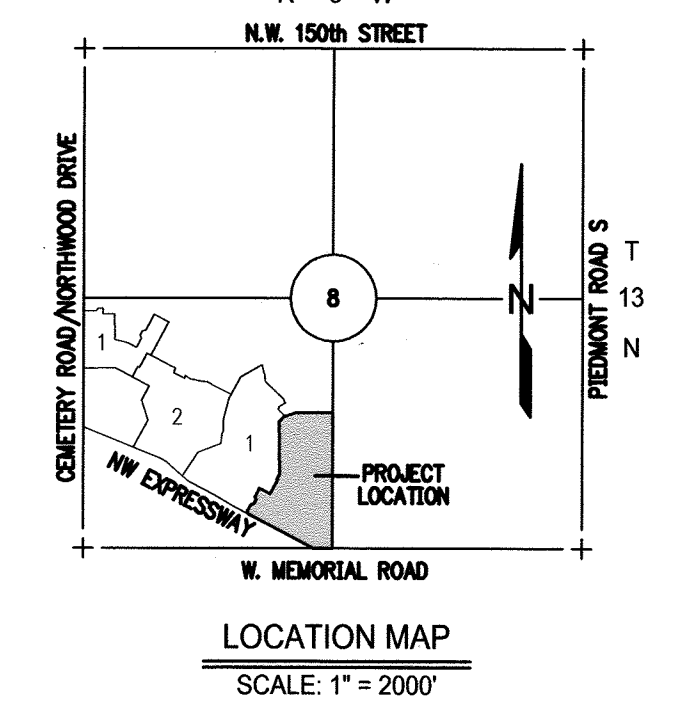 N.W. 150th STREET
CEMETERY ROAD/NORTHWOOD DRIVE
PIEDMONT ROAD S
T
13
N
8
N
1
2
1
PROJECT
LOCATION
NW EXPRESSWAY
W. MEMORIAL ROAD
LOCATION MAP
SCALE: 1" = 2000'